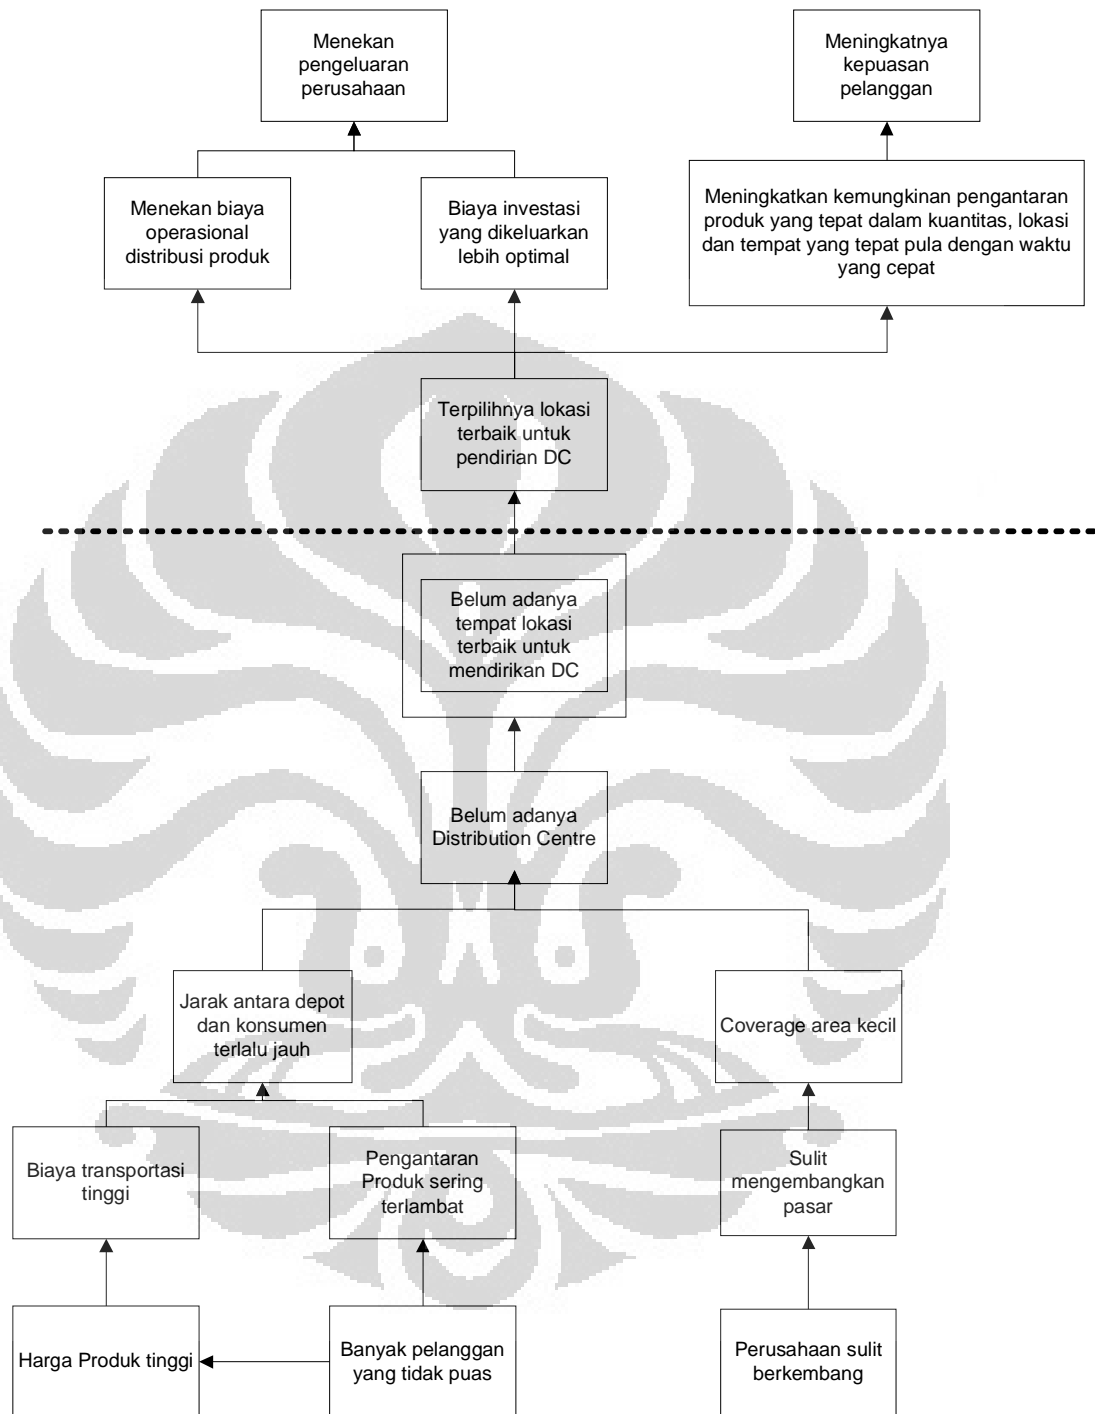 Menekan
pengeluaran
perusahaan
Meningkatnya
kepuasan
pelanggan
Menekan biaya
operasional
distribusi produk
Biaya investasi
yang dikeluarkan
lebih optimal
Meningkatkan kemungkinan pengantaran
produk yang tepat dalam kuantitas, lokasi
dan tempat yang tepat pula dengan waktu
yang cepat
Terpilihnya lokasi
terbaik untuk
pendirian DC
Belum adanya
tempat lokasi
terbaik untuk
mendirikan DC
Belum adanya
Distribution Centre
Jarak antara depot
dan konsumen
terlalu jauh
Coverage area kecil
Biaya transportasi
tinggi
Pengantaran
Produk sering
terlambat
Sulit
mengembangkan
pasar
Harga Produk tinggi
Banyak pelanggan
yang tidak puas
Perusahaan sulit
berkembang